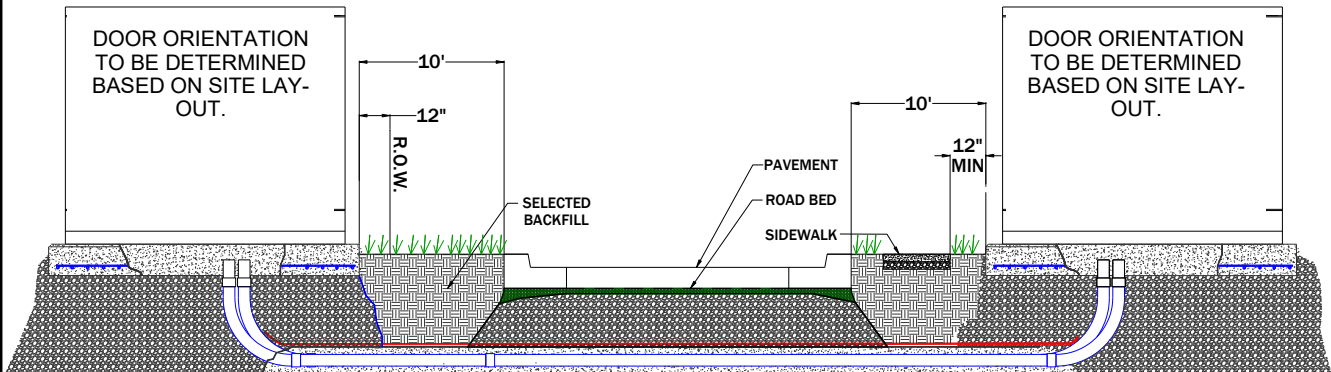 DOOR ORIENTATION
TO BE DETERMINED
BASED ON SITE LAY-
OUT.
10'
12"
R.O.W.
SELECTED
BACKFILL
PAVEMENT
ROAD BED
SIDEWALK
10'
12"
MIN
DOOR ORIENTATION
TO BE DETERMINED
BASED ON SITE LAY-
OUT.